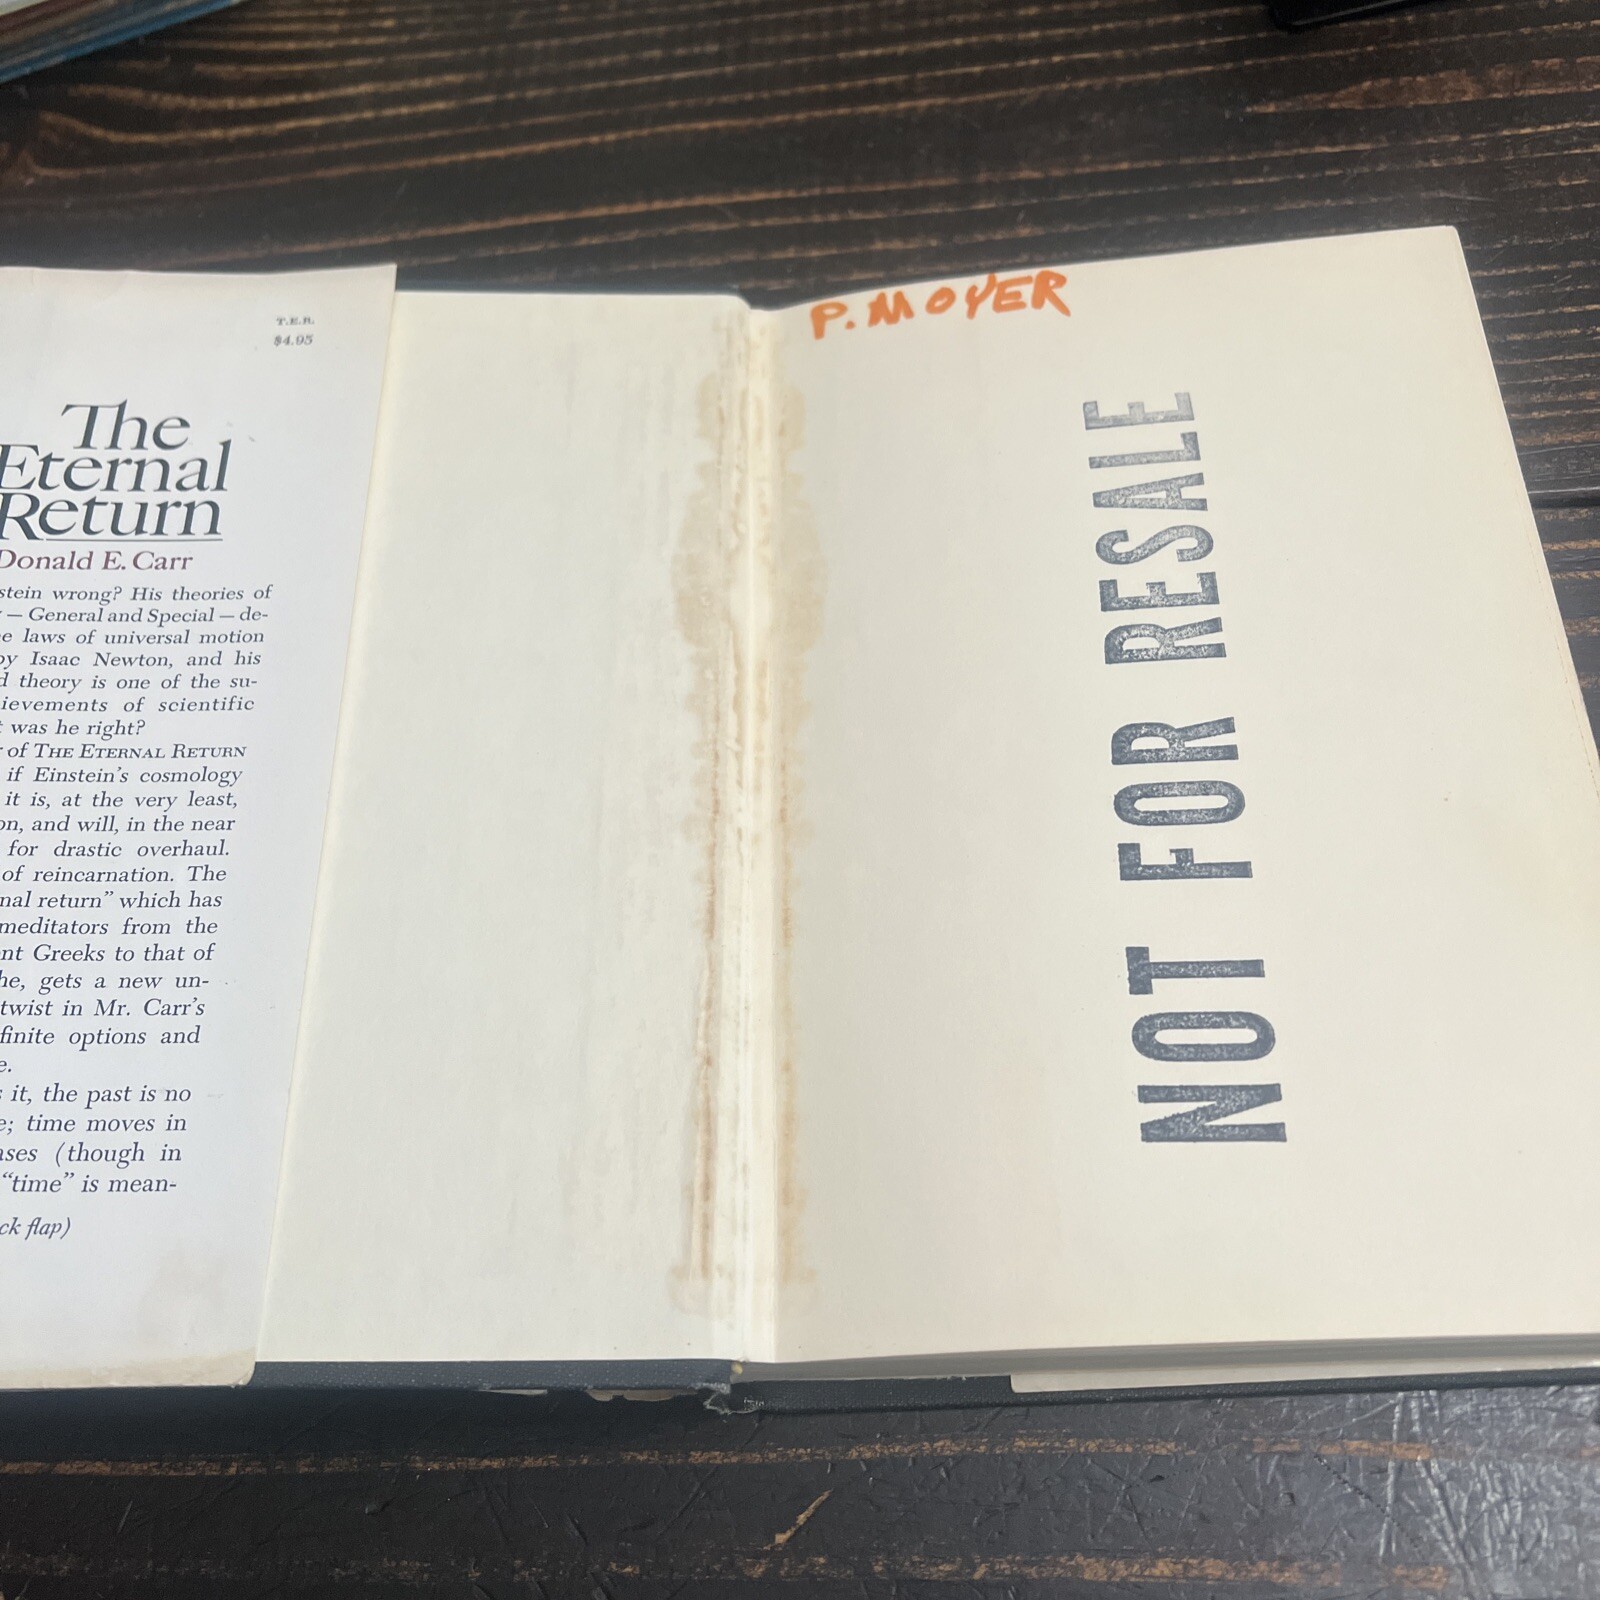 T.E.R.
$4.95
The
Eternal
Return
Donald E. Carr
stein wrong? His theories of
— General and Special — de-
e laws of universal motion
by Isaac Newton, and his
d theory is one of the su-
ievements of scientific
t was he right?
r of THE ETERNAL RETURN
if Einstein's cosmology
it is, at the very least,
on, and will, in the near
for drastic overhaul.
of reincarnation. The
nal return” which has
meditators from the
nt Greeks to that of
he, gets a new un-
twist in Mr. Carr's
finite options and
e.
s it, the past is no
e; time moves in
ases (though in
“time” is mean-
ck flap)
P. MOYER
NOT FOR RESALE